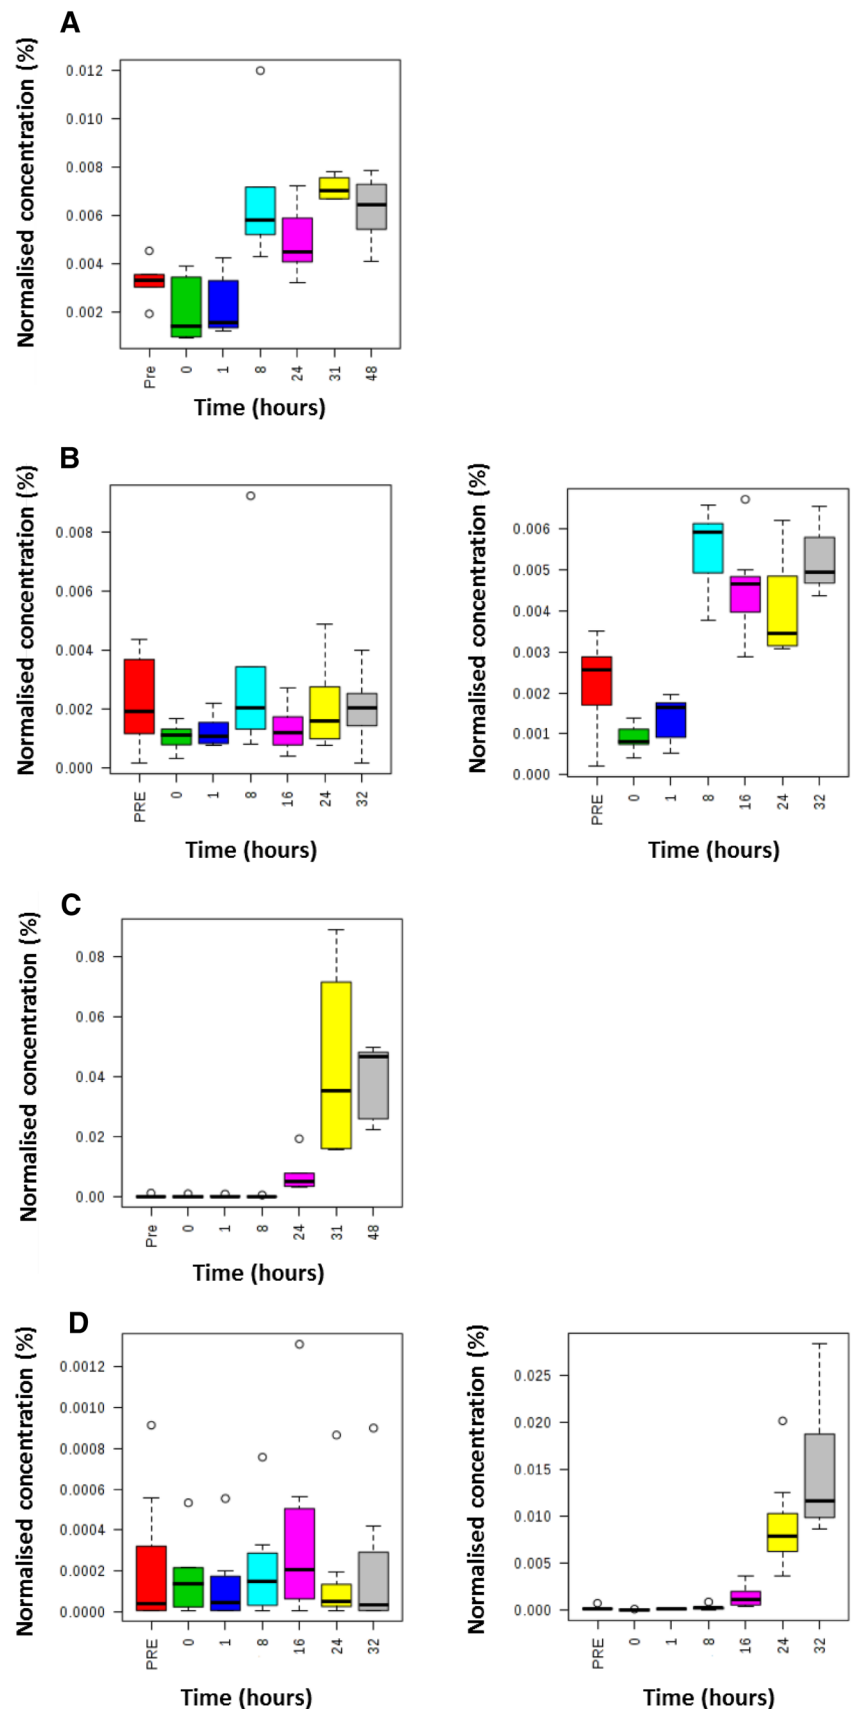 A
Normalised concentration (%)
0.012
0.010
0.008
0.006
0.004
0.002
Pre 0 1 8 24 31 48
Time (hours)
B
Normalised concentration (%)
0.008
0.006
0.004
0.002
0.000
PRE 0 1 8 16 24 32
Time (hours)
Normalised concentration (%)
0.006
0.005
0.004
0.003
0.002
0.001
0.000
PRE 0 1 8 16 24 32
Time (hours)
C
Normalised concentration (%)
0.08
0.06
0.04
0.02
0.00
Pre 0 1 8 24 31 48
Time (hours)
D
Normalised concentration (%)
0.0012
0.0010
0.0008
0.0006
0.0004
0.0002
0.0000
PRE 0 1 8 16 24 32
Time (hours)
Normalised concentration (%)
0.025
0.020
0.015
0.010
0.005
0.000
PRE 0 1 8 16 24 32
Time (hours)